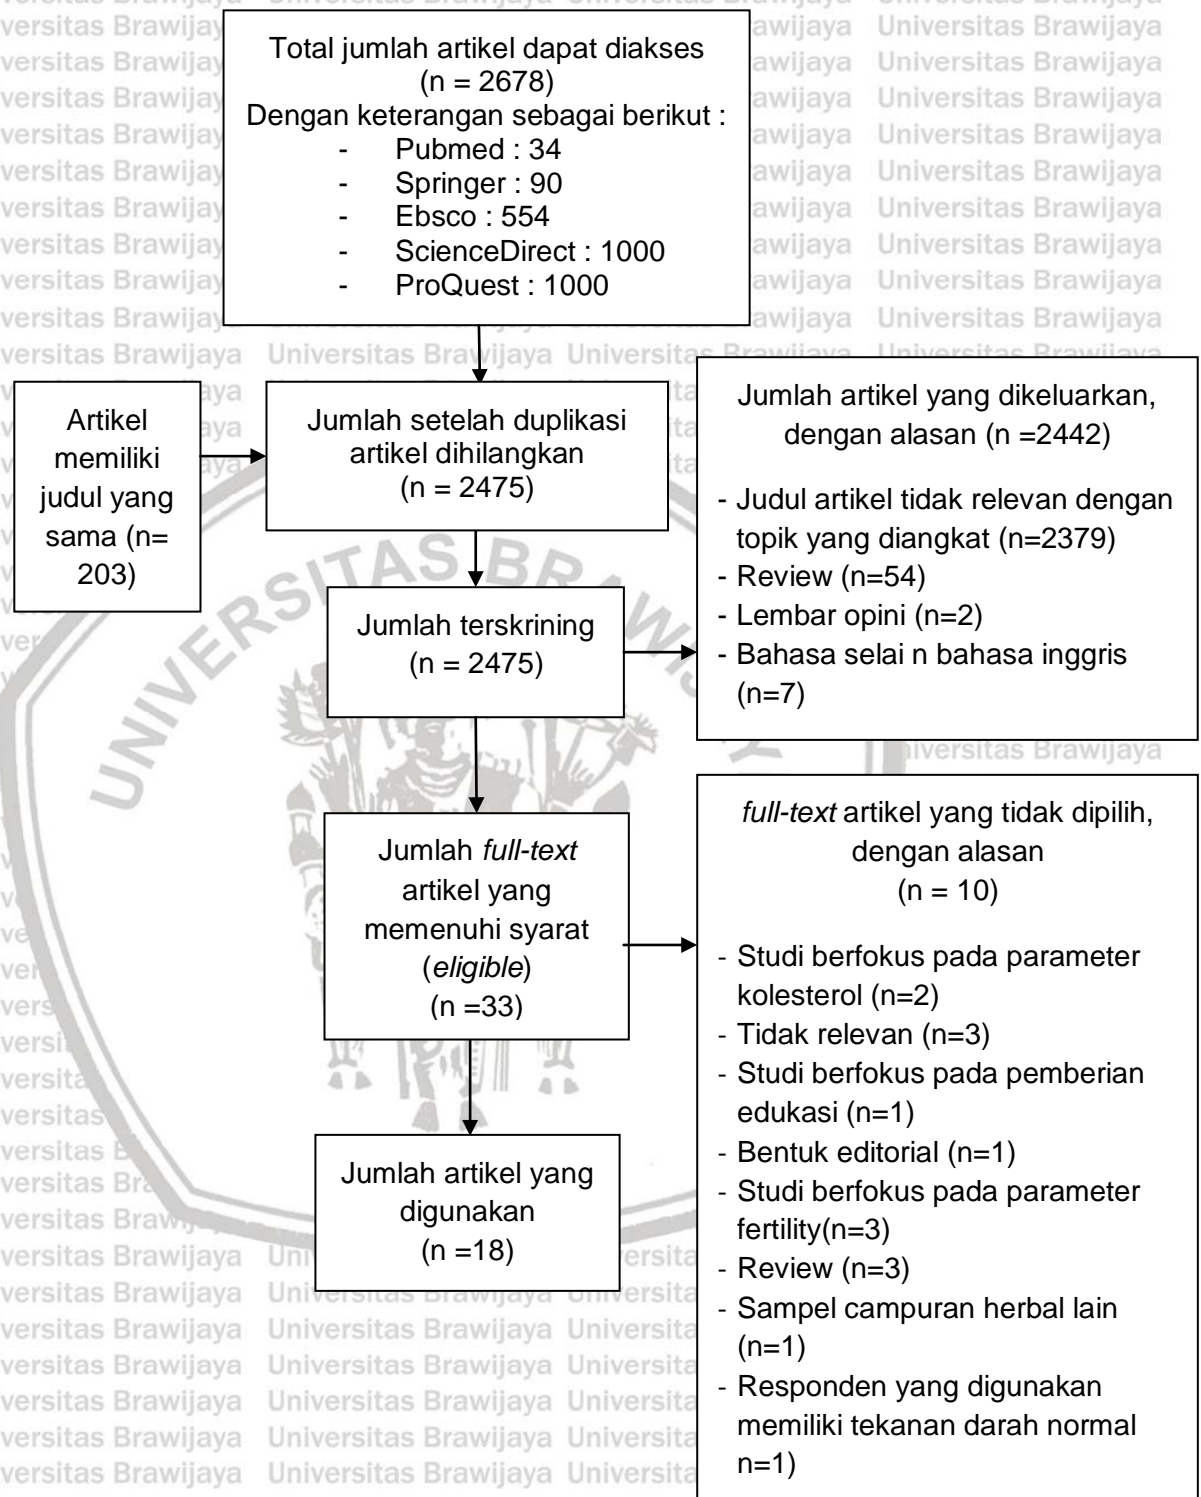 Total jumlah artikel dapat diakses
(n = 2678)
Dengan keterangan sebagai berikut :
- Pubmed : 34
- Springer : 90
- Ebsco : 554
- ScienceDirect : 1000
- ProQuest : 1000
Artikel
memiliki
judul yang
sama (n=
203)
Jumlah setelah duplikasi
artikel dihilangkan
(n = 2475)
Jumlah artikel yang dikeluarkan,
dengan alasan (n =2442)
- Judul artikel tidak relevan dengan
topik yang diangkat (n=2379)
- Review (n=54)
- Lembar opini (n=2)
- Bahasa selai n bahasa inggris
(n=7)
Jumlah terskrining
(n = 2475)
Jumlah full-text
artikel yang
memenuhi syarat
(eligible)
(n =33)
full-text artikel yang tidak dipilih,
dengan alasan
(n = 10)
- Studi berfokus pada parameter
kolesterol (n=2)
- Tidak relevan (n=3)
- Studi berfokus pada pemberian
edukasi (n=1)
- Bentuk editorial (n=1)
- Studi berfokus pada parameter
fertility(n=3)
- Review (n=3)
- Sampel campuran herbal lain
(n=1)
- Responden yang digunakan
memiliki tekanan darah normal
n=1)
Jumlah artikel yang
digunakan
(n =18)